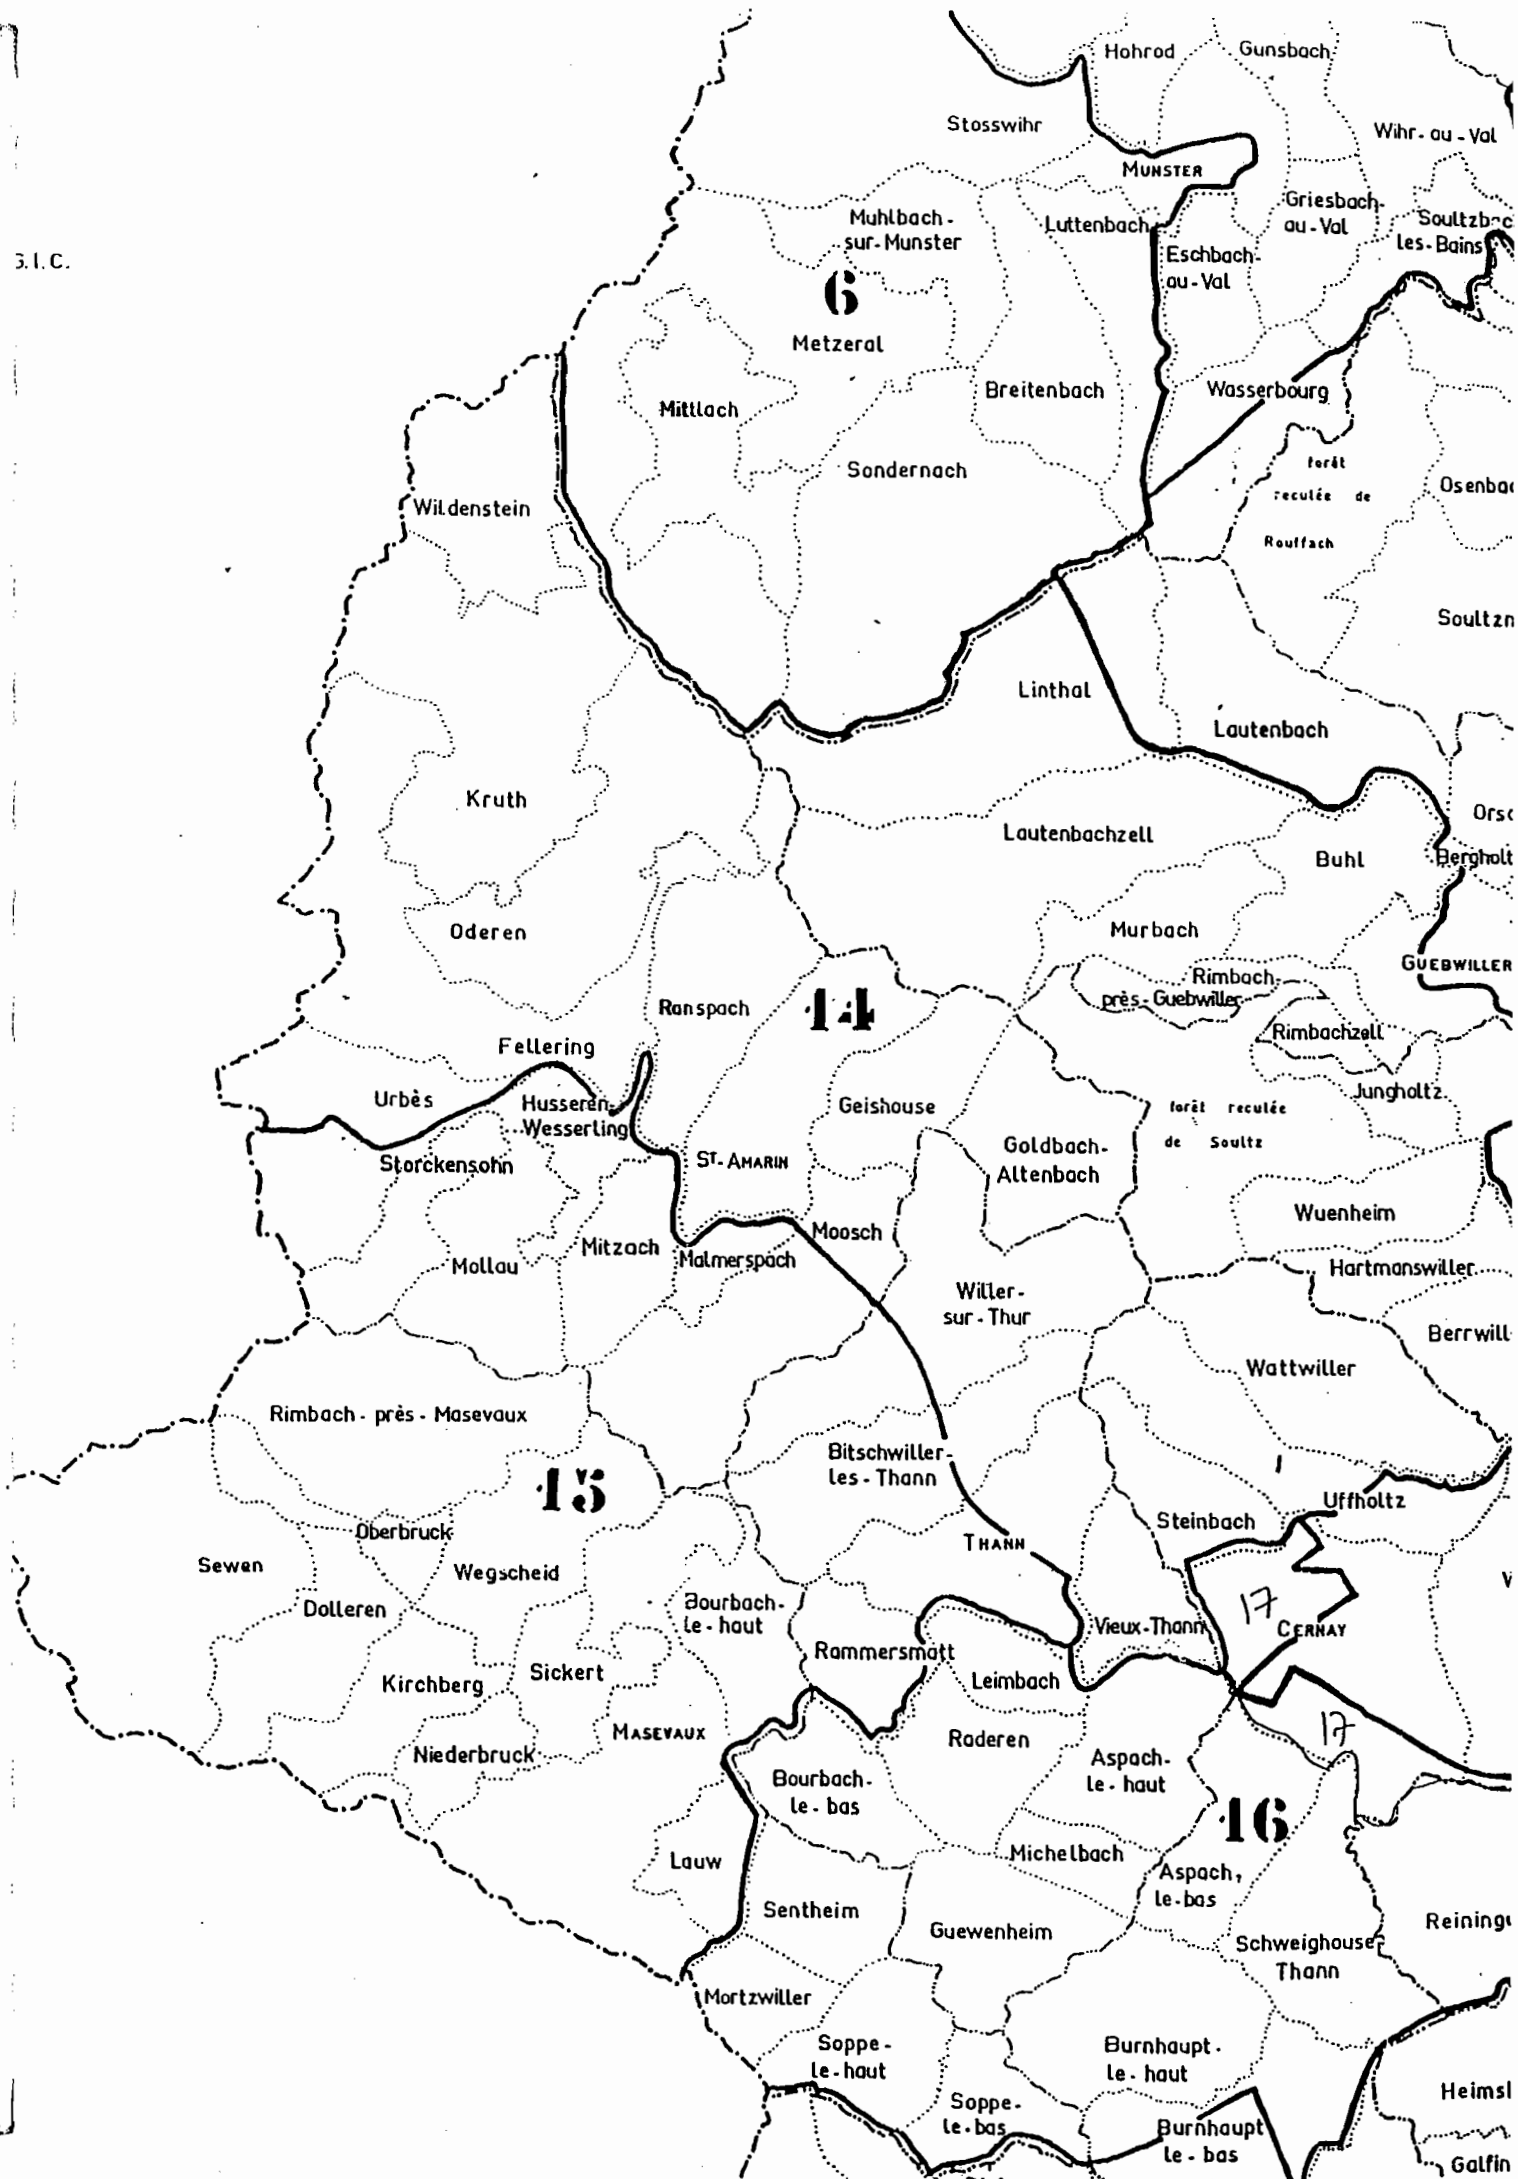 Hohrod
Gunsbach
Stosswihr
Wihr-au-Val
MUNSTER
Muhlbach-
sur-Munster
Luttenbach
Griesbach-
au-Val
les-Bains
S.I.C.
Eschbach-
au-Val
6
Metzeral
Mittlach
Breitenbach
Wasserbourg
Sondernach
forêt
reculée de
Rouffach
Wildenstein
Linthal
Lautenbach
Kruth
Lautenbachzell
Buhl
Oderen
Murbach
GUEBWILLER
Rimbach-
près-Guebwiller
Ranspach
14
Rimbachzell
Fellering
Urbès
Husseren-
Wesserling
Geishouse
forêt reculée
de Soultz
Jungholtz
Storckensohn
ST-AMARIN
Goldbach-
Altenbach
Wuenheim
Mollau
Mitzach
Malmerspach
Moosch
Hartmanswiller
Willer-
sur-Thur
Berrwill
Wattwiller
Rimbach-près-Masevaux
Bitschwiller-
les-Thann
15
Uffholtz
Steinbach
THANN
Oberbruck
Sewen
Wegscheid
Dolleren
Bourbach-
le-haut
Vieux-Thann
17
CERNAY
Rammersmatt
Leimbach
Kirchberg
Sickert
MASEVAUX
Niederbruck
Raderen
17
Aspach-
le-haut
Bourbach-
le-bas
16
Michelbach
Lauw
Aspach,
le-bas
Sentheim
Guewenheim
Schweighouse-
Thann
Mortzwiller
Soppe-
le-haut
Burnhaupt-
le-haut
Soppe-
le-bas
Burnhaupt
le-bas
Galfin